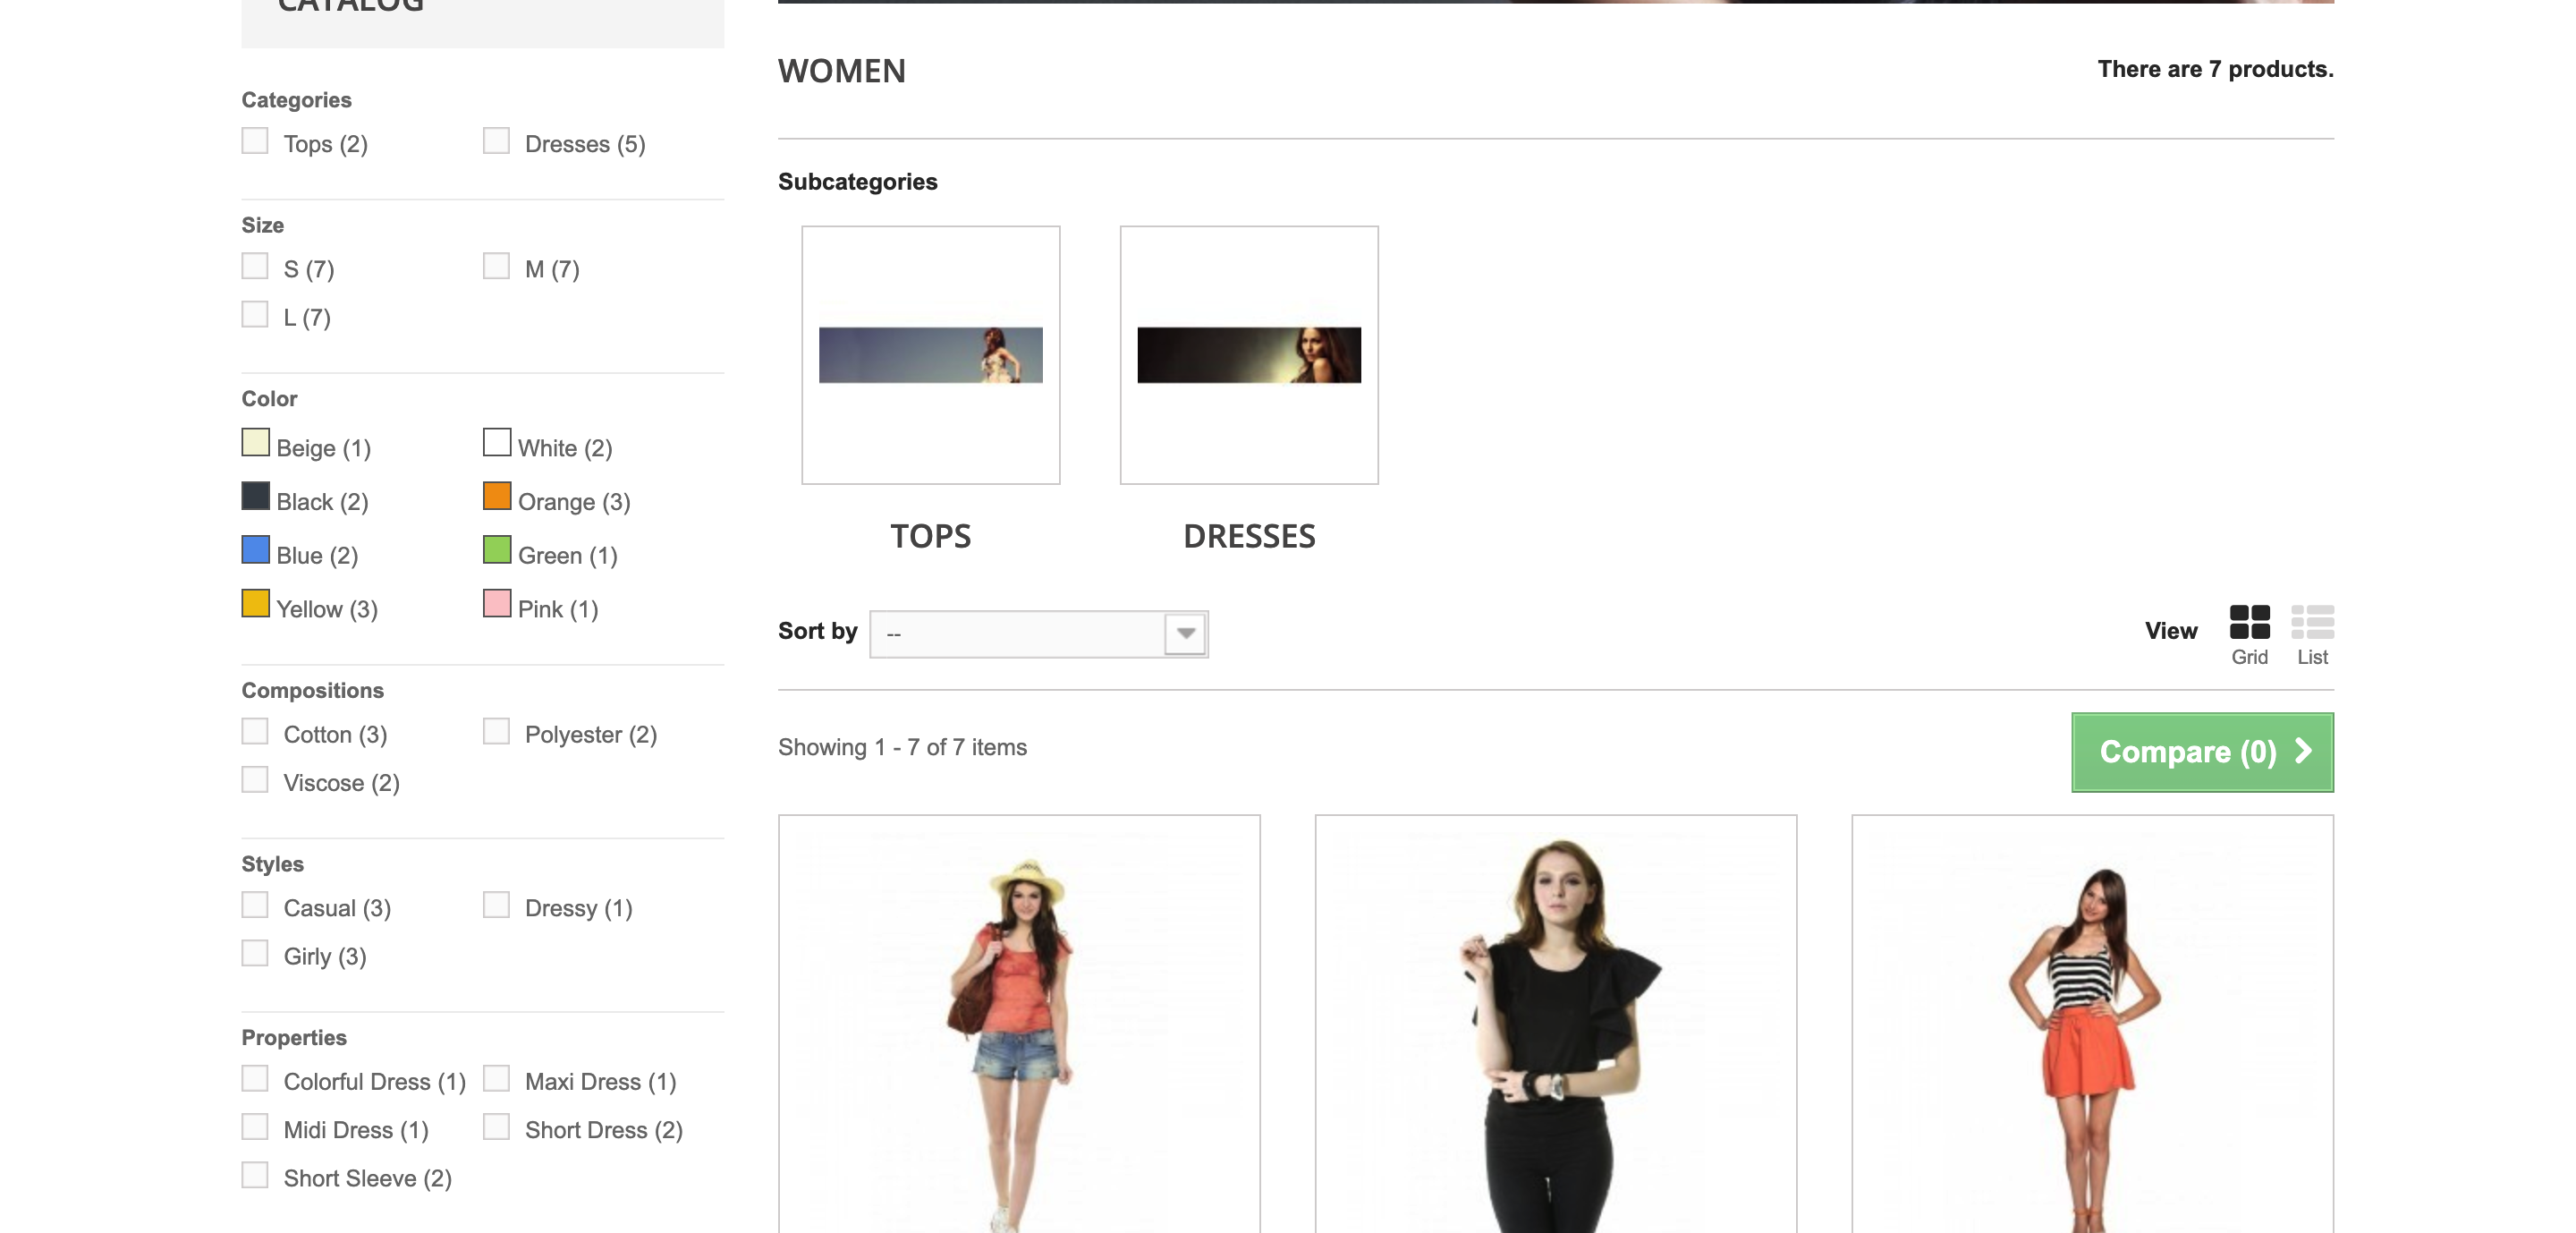 CATALOG
Categories
Tops (2)
Dresses (5)
Size
S (7)
M (7)
L (7)
Color
Beige (1)
White (2)
Black (2)
Orange (3)
Blue (2)
Green (1)
Yellow (3)
Pink (1)
Compositions
Cotton (3)
Polyester (2)
Viscose (2)
Styles
Casual (3)
Dressy (1)
Girly (3)
Properties
Colorful Dress (1)
Maxi Dress (1)
Midi Dress (1)
Short Dress (2)
Short Sleeve (2)
WOMEN
There are 7 products.
Subcategories
TOPS
DRESSES
Sort by
--
View
Grid
List
Showing 1 - 7 of 7 items
Compare (0)